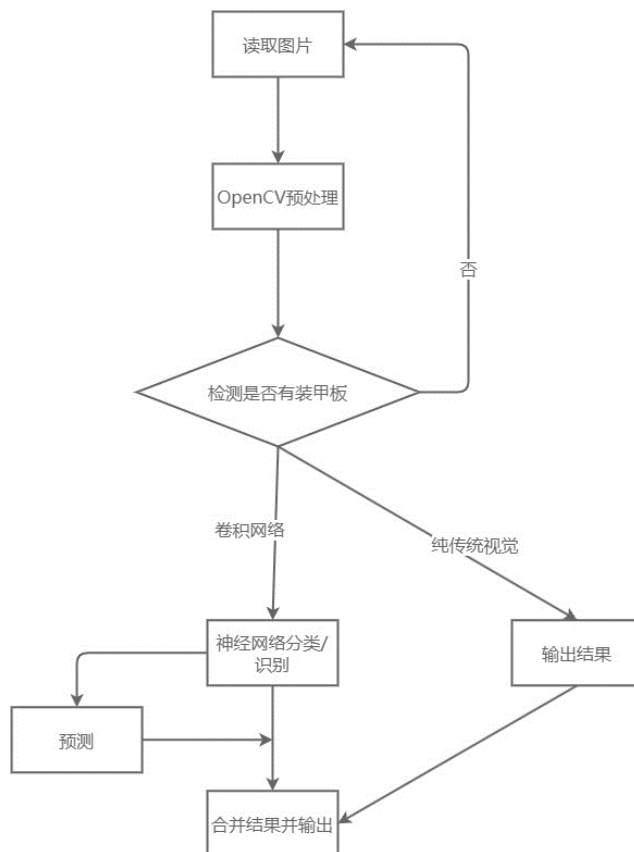 读取图片
OpenCV预处理
否
检测是否有装甲板
卷积网络
纯传统视觉
神经网络分类/
识别
输出结果
预测
合并结果并输出